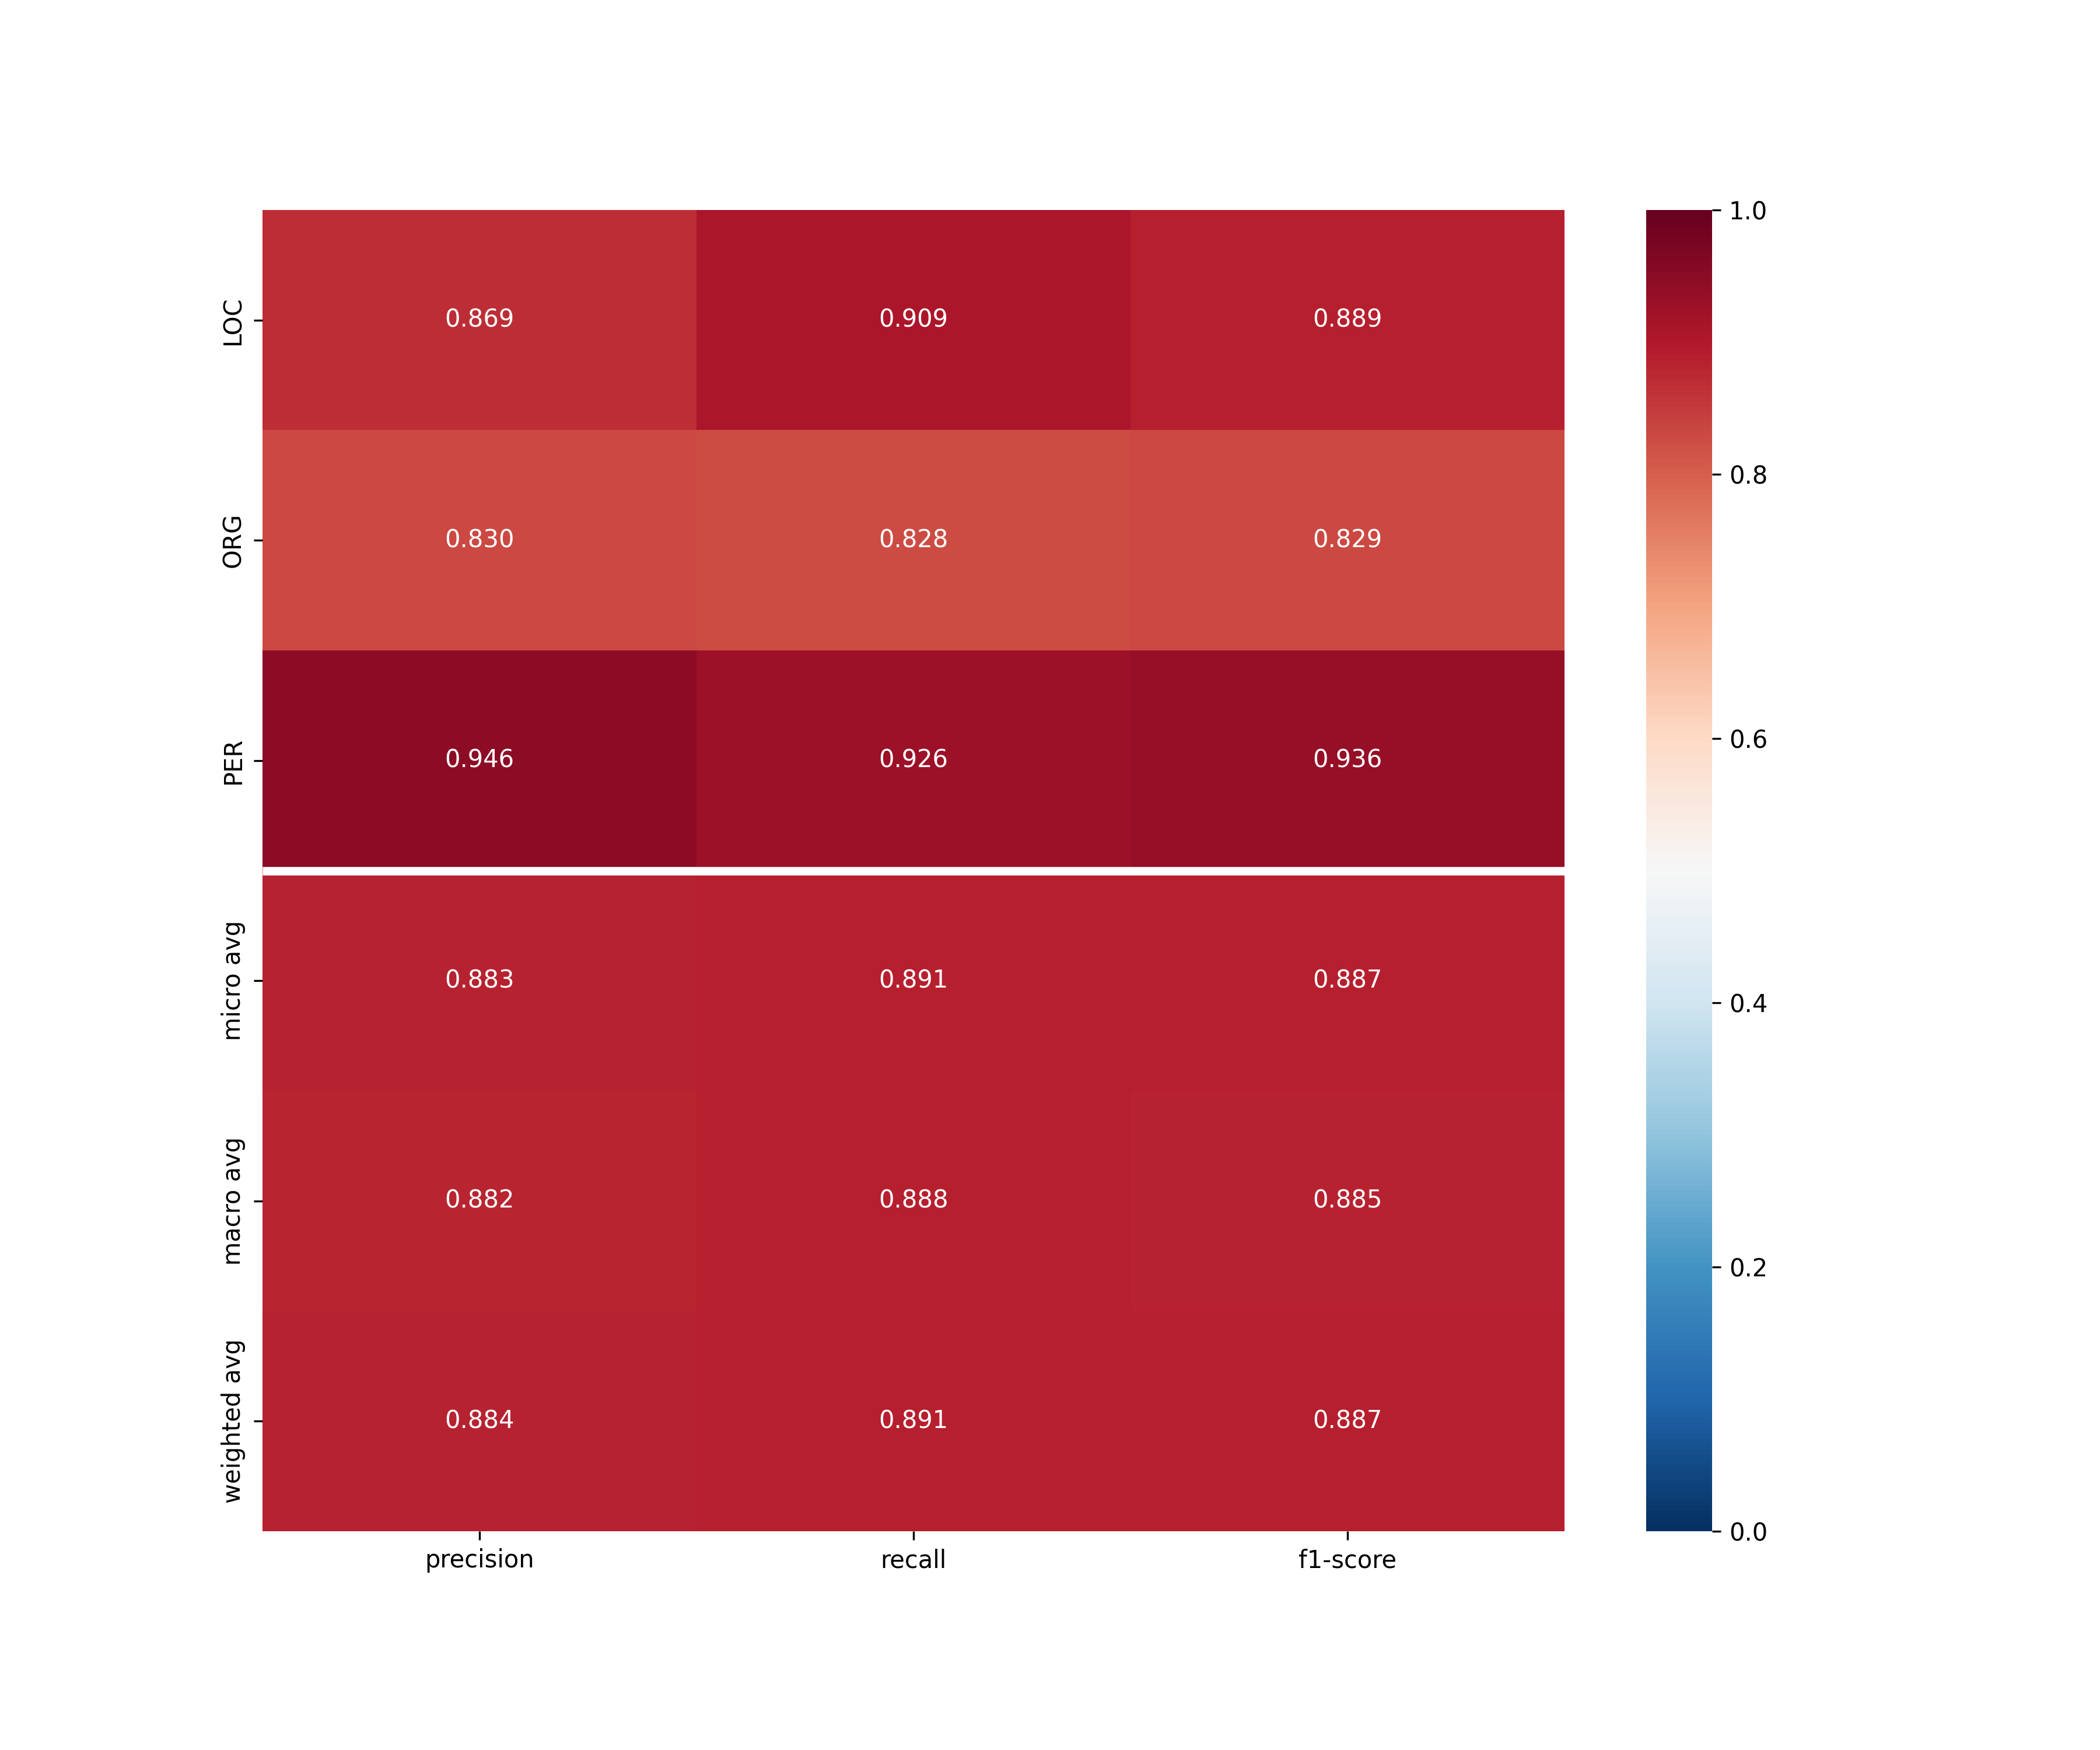 LOC 0.869 0.909 0.889
ORG 0.830 0.828 0.829
PER 0.946 0.926 0.936
micro avg 0.883 0.891 0.887
macro avg 0.882 0.888 0.885
weighted avg 0.884 0.891 0.887
precision recall f1-score
1.0
0.8
0.6
0.4
0.2
0.0